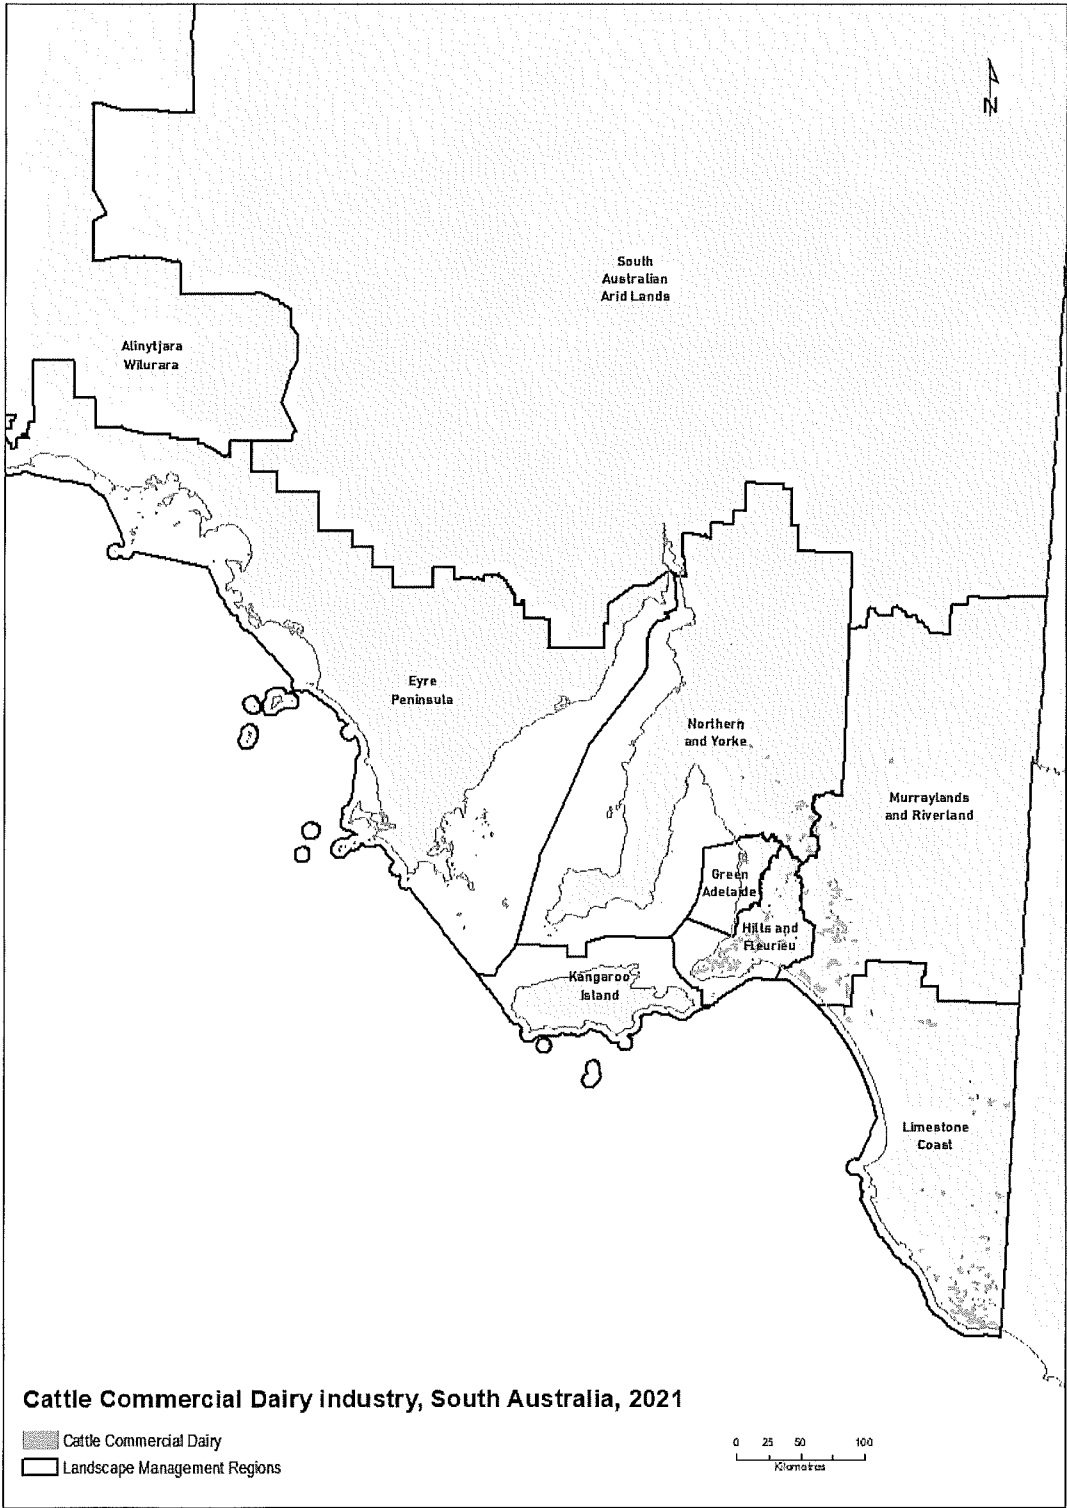 N
South
Australian
Arid Lands
Alinytjara
Wilurara
Eyre
Peninsula
Northern
and Yorke
Murraylands
and Riverland
Green
Adelaide
Hills and
Fleurieu
Kangaroo
Island
Limestone
Coast
Cattle Commercial Dairy industry, South Australia, 2021
Cattle Commercial Dairy
Landscape Management Regions
0 25 50 100
Kilometres